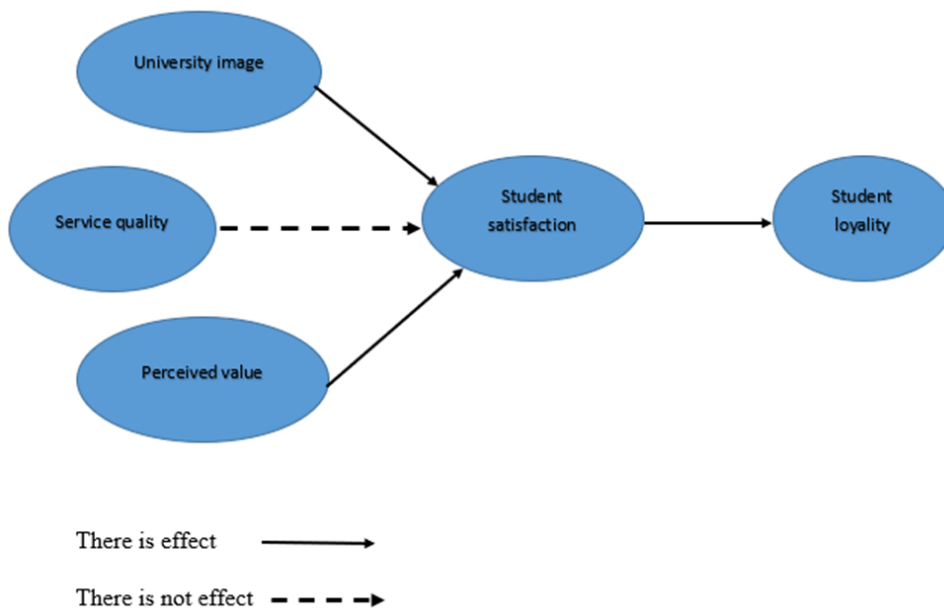 University image
Service quality
Student
satisfaction
Student
loyality
Perceived value
There is effect
There is not effect